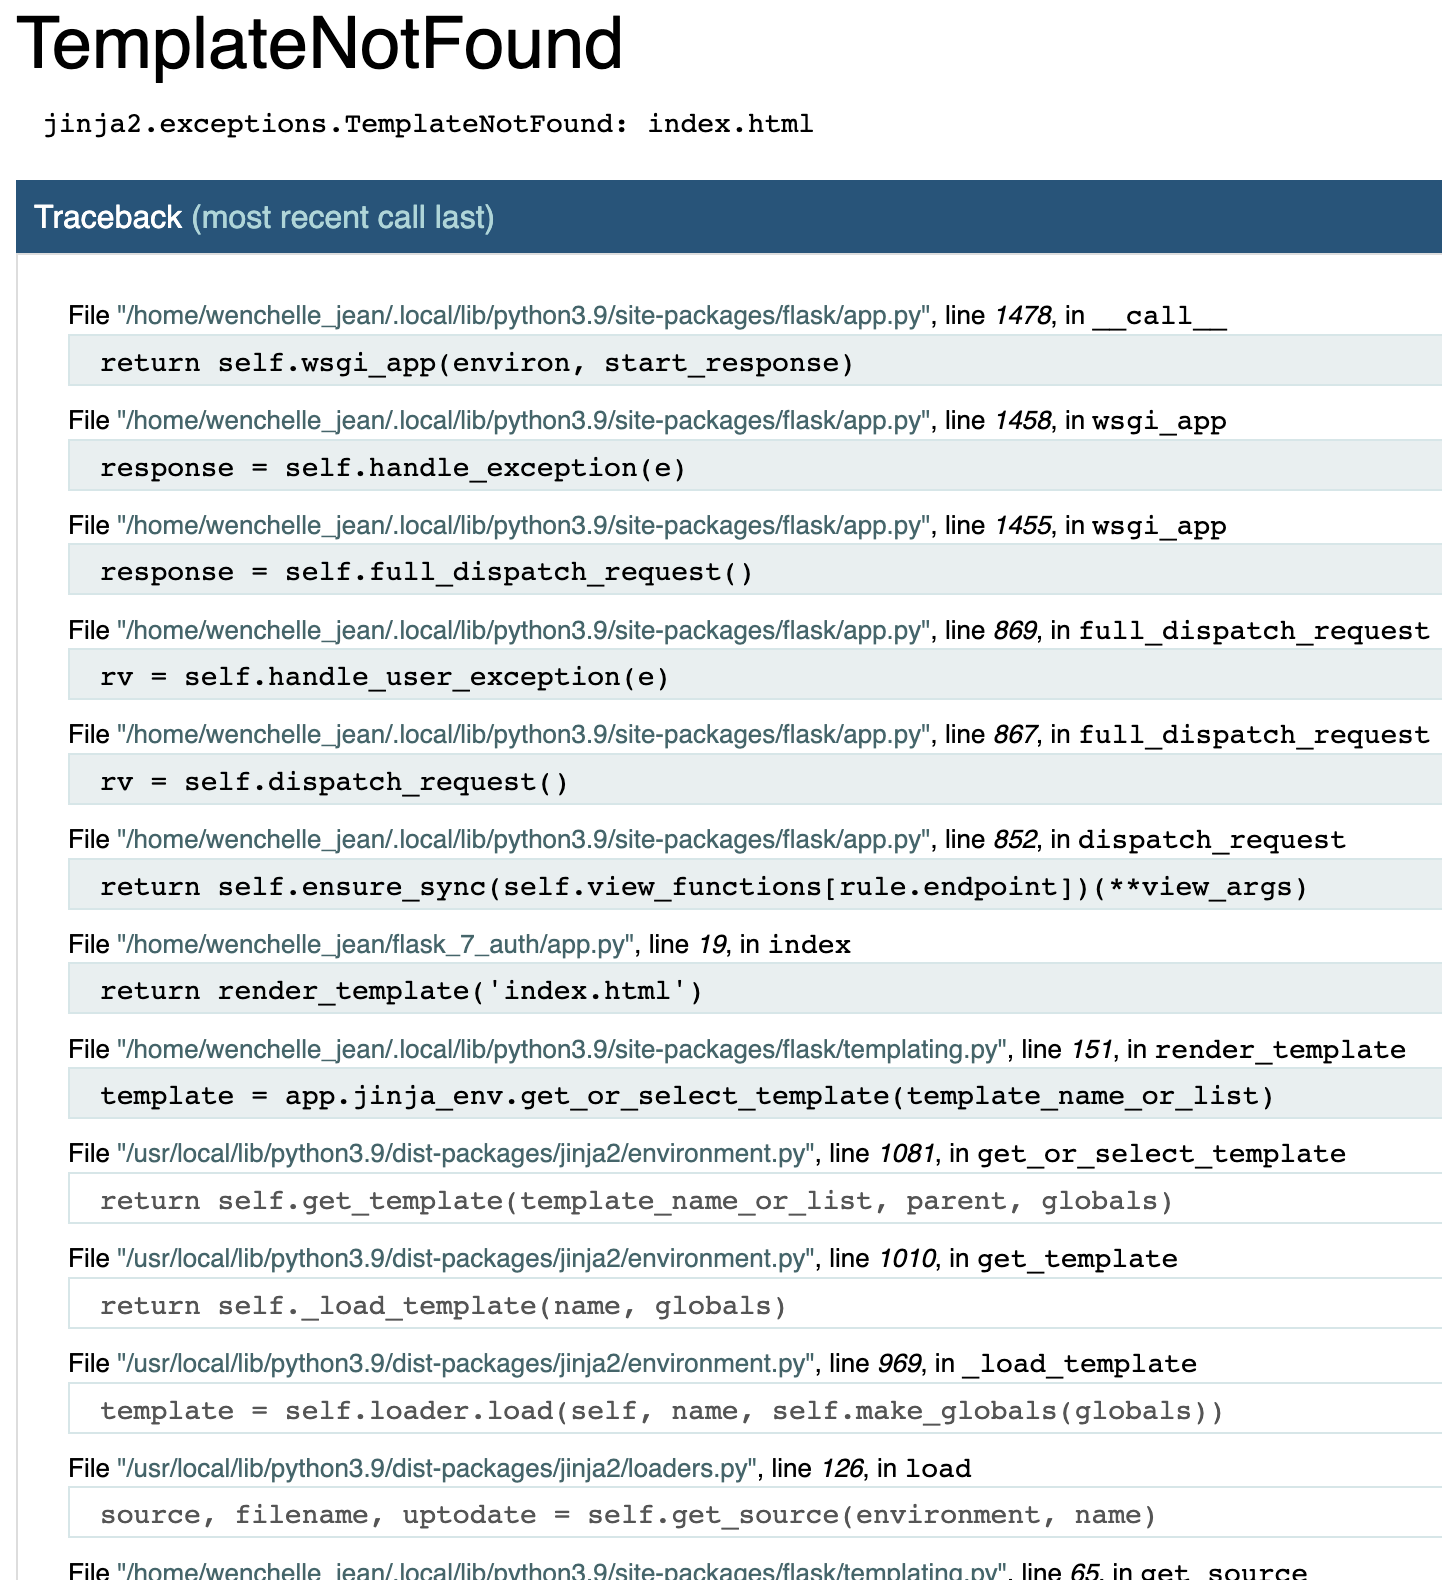 TemplateNotFound
jinja2.exceptions.TemplateNotFound: index.html
Traceback (most recent call last)
File "/home/wenchelle_jean/.local/lib/python3.9/site-packages/flask/app.py", line 1478, in __call__
return self.wsgi_app(environ, start_response)
File "/home/wenchelle_jean/.local/lib/python3.9/site-packages/flask/app.py", line 1458, in wsgi_app
response = self.handle_exception(e)
File "/home/wenchelle_jean/.local/lib/python3.9/site-packages/flask/app.py", line 1455, in wsgi_app
response = self.full_dispatch_request()
File "/home/wenchelle_jean/.local/lib/python3.9/site-packages/flask/app.py", line 869, in full_dispatch_request
rv = self.handle_user_exception(e)
File "/home/wenchelle_jean/.local/lib/python3.9/site-packages/flask/app.py", line 867, in full_dispatch_request
rv = self.dispatch_request()
File "/home/wenchelle_jean/.local/lib/python3.9/site-packages/flask/app.py", line 852, in dispatch_request
return self.ensure_sync(self.view_functions[rule.endpoint])(**view_args)
File "/home/wenchelle_jean/flask_7_auth/app.py", line 19, in index
return render_template('index.html')
File "/home/wenchelle_jean/.local/lib/python3.9/site-packages/flask/templating.py", line 151, in render_template
template = app.jinja_env.get_or_select_template(template_name_or_list)
File "/usr/local/lib/python3.9/dist-packages/jinja2/environment.py", line 1081, in get_or_select_template
return self.get_template(template_name_or_list, parent, globals)
File "/usr/local/lib/python3.9/dist-packages/jinja2/environment.py", line 1010, in get_template
return self._load_template(name, globals)
File "/usr/local/lib/python3.9/dist-packages/jinja2/environment.py", line 969, in _load_template
template = self.loader.load(self, name, self.make_globals(globals))
File "/usr/local/lib/python3.9/dist-packages/jinja2/loaders.py", line 126, in load
source, filename, uptodate = self.get_source(environment, name)
File "/home/wenchelle_jean/.local/lib/python3.9/site-packages/flask/templating.py", line 65, in get_source